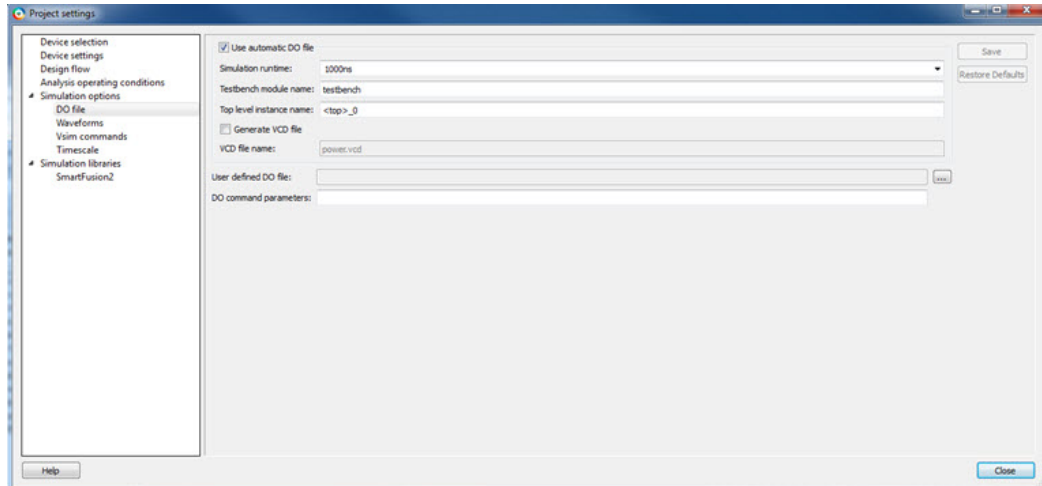 Project settings
Device selection
Device settings
Design flow
Analysis operating conditions
Simulation options
DO file
Waveforms
Vsim commands
Timescale
Simulation libraries
SmartFusion2
Use automatic DO file
Simulation runtime: 1000ns
Testbench module name: testbench
Top level instance name: <top>_0
Generate VCD file
VCD file name: power.vcd
User defined DO file: ...
DO command parameters:
Save
Restore Defaults
Help
Close